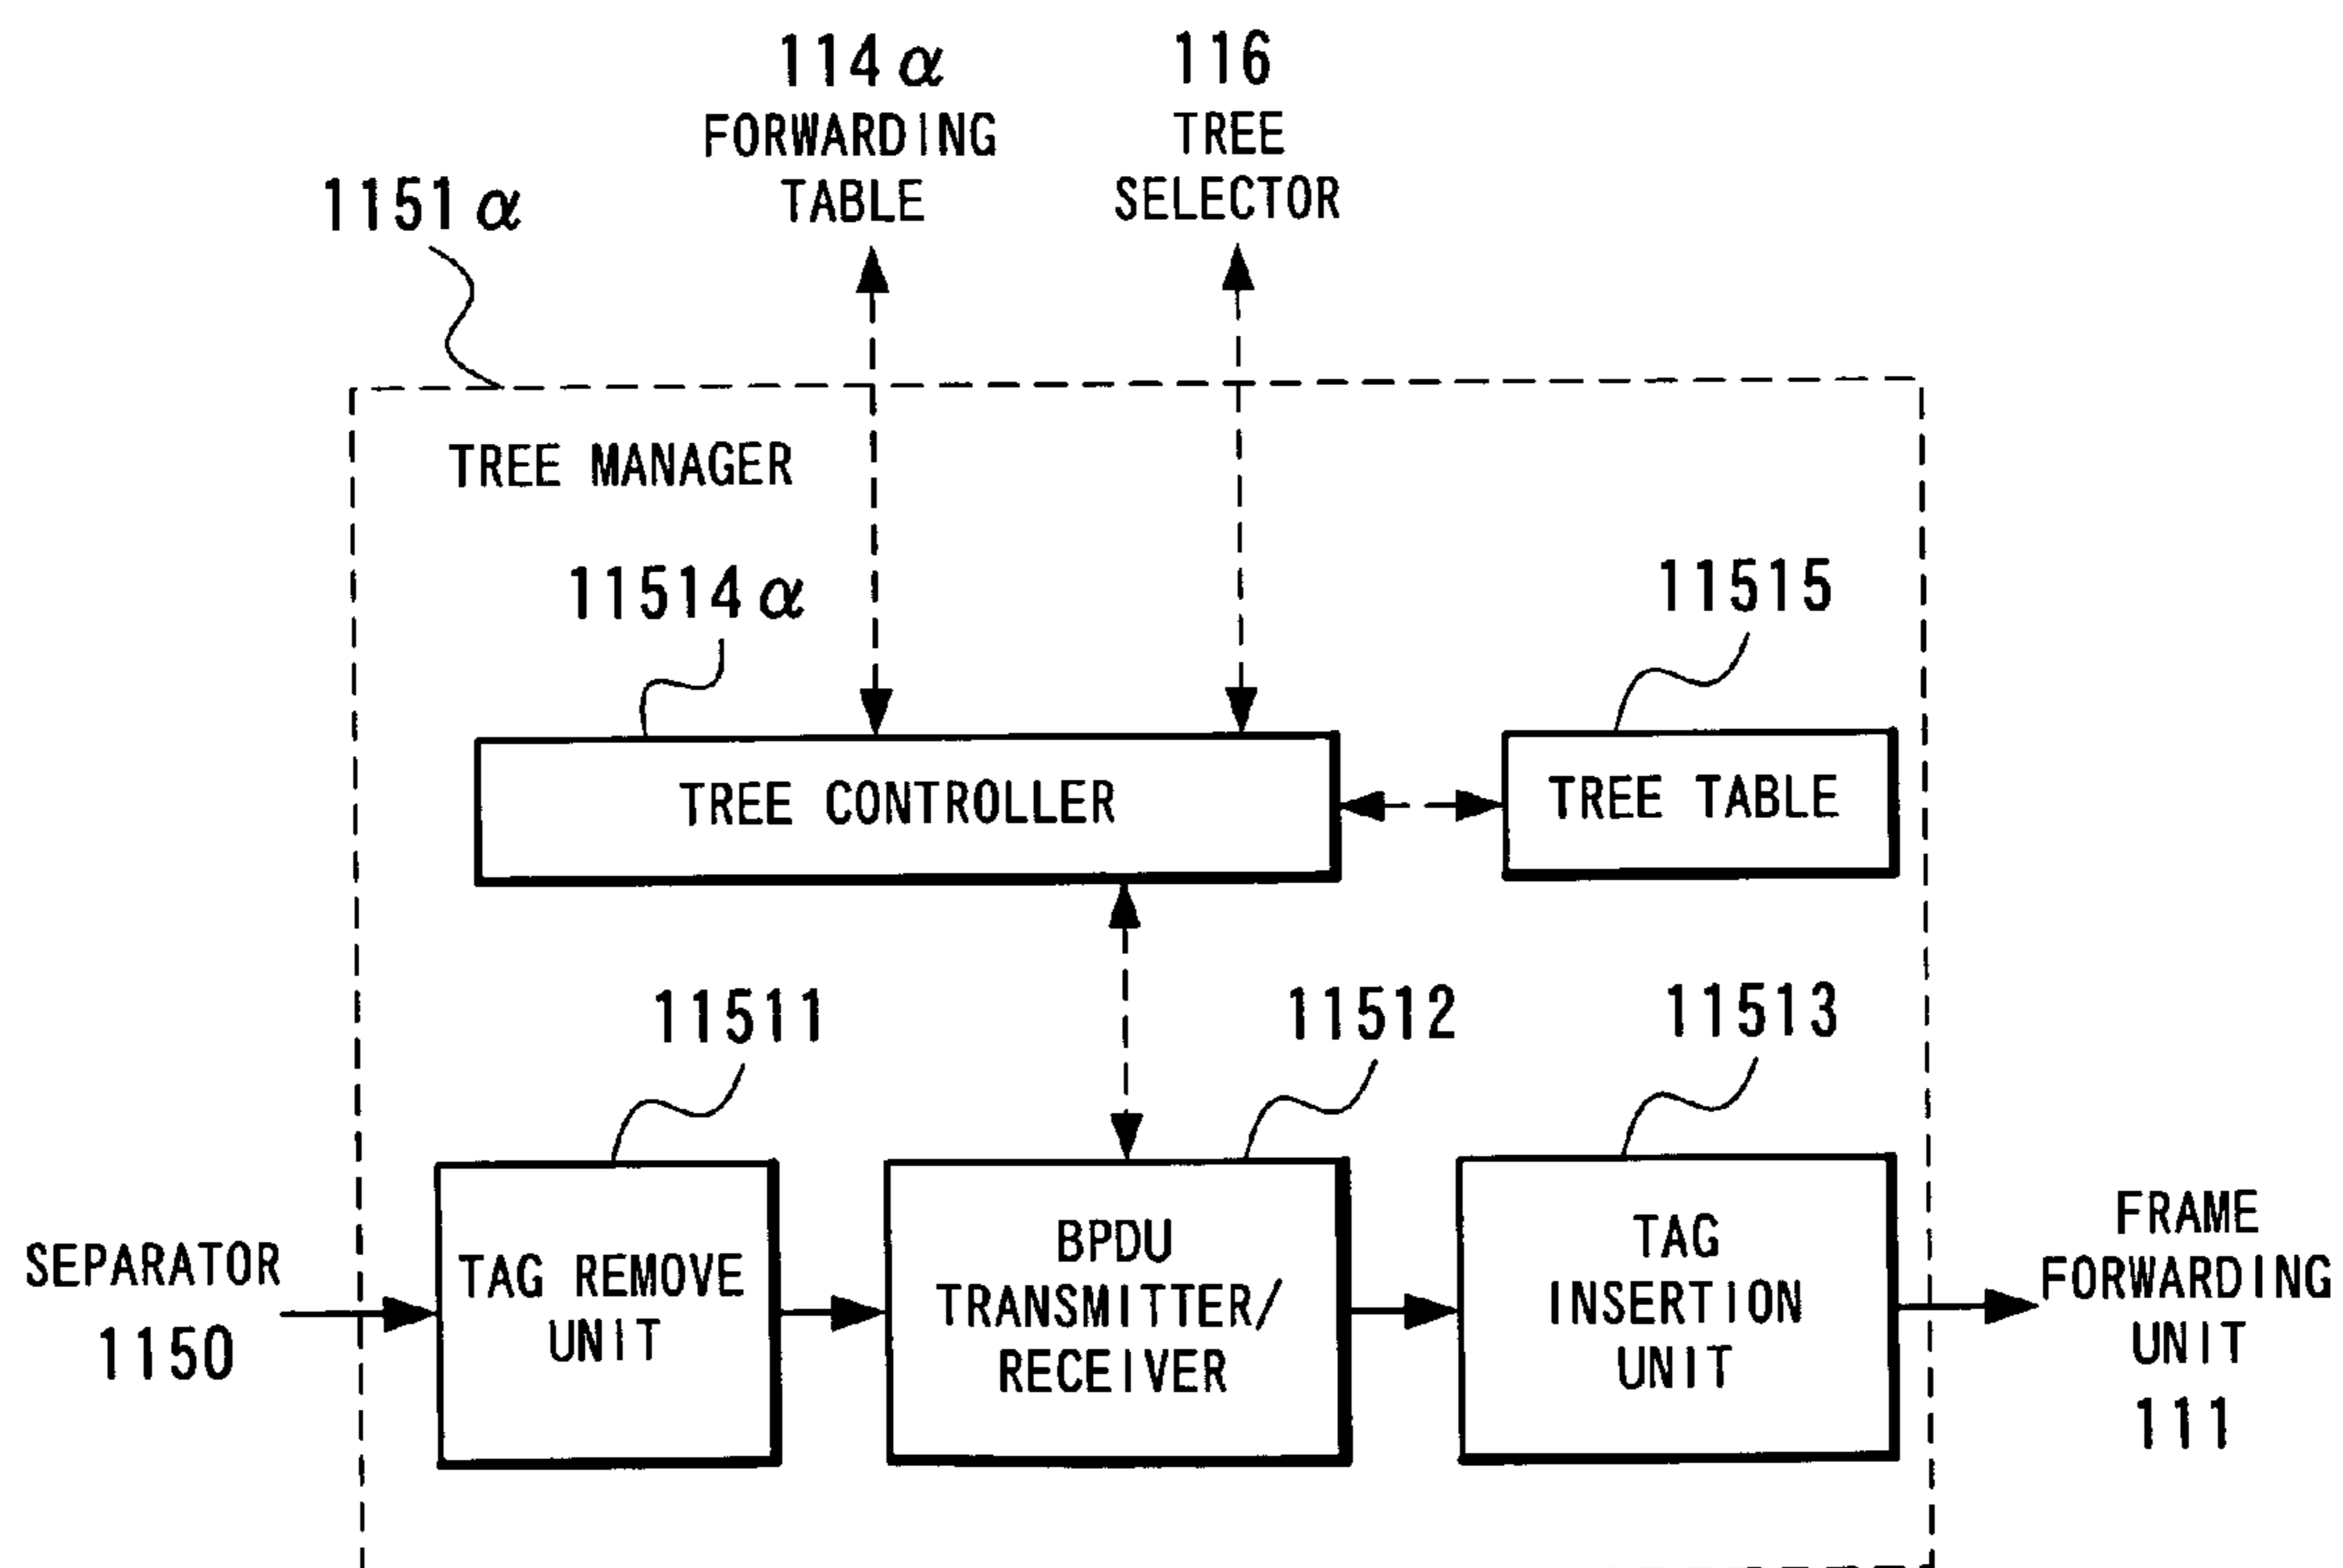 114α
FORWARDING
TABLE
116
TREE
SELECTOR
1151α
TREE MANAGER
11514α
11515
TREE CONTROLLER
TREE TABLE
11511
11512
11513
SEPARATOR
1150
TAG REMOVE
UNIT
BPDU
TRANSMITTER/
RECEIVER
TAG
INSERTION
UNIT
FRAME
FORWARDING
UNIT
111